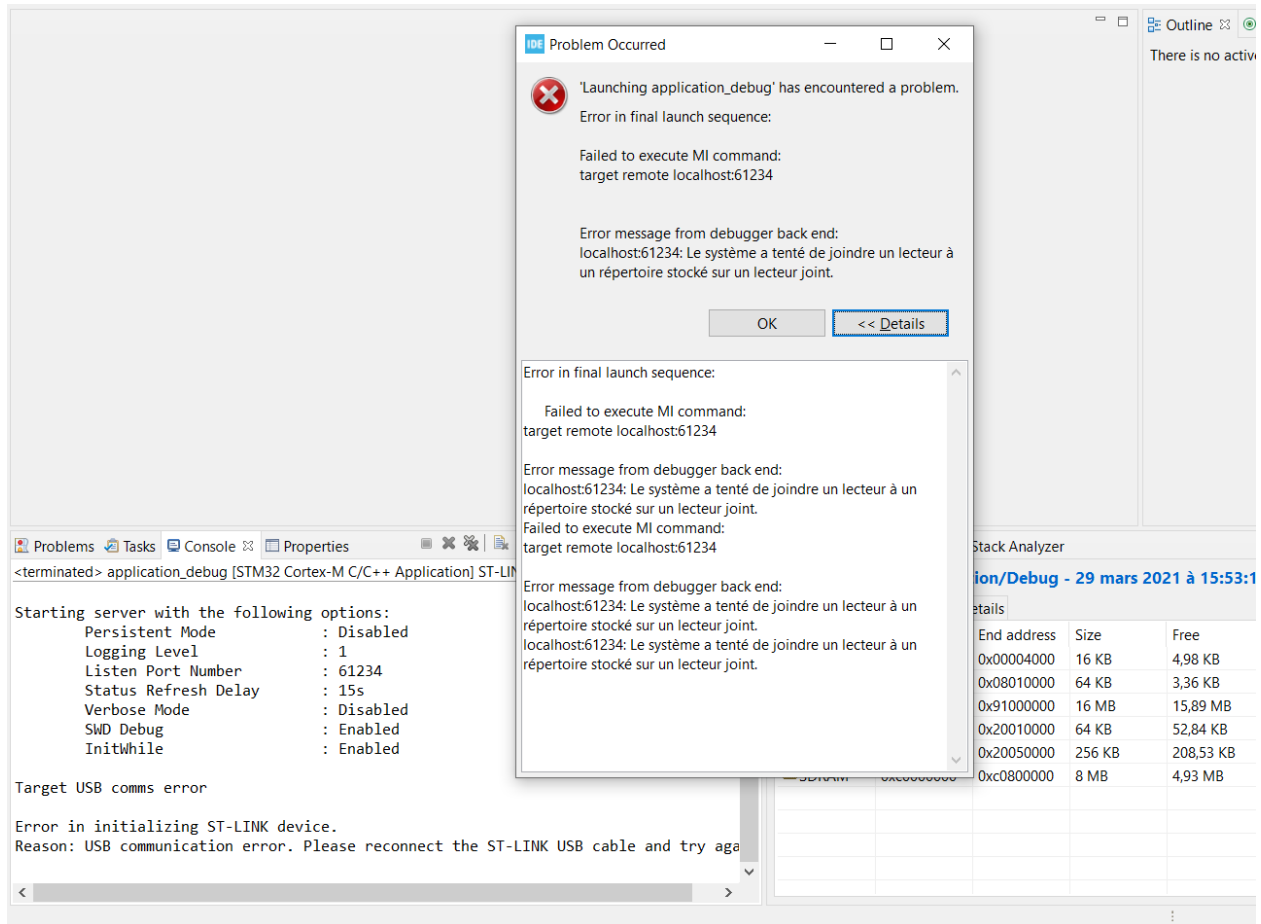 Outline
There is no activ
IDE Problem Occurred
'Launching application_debug' has encountered a problem.
Error in final launch sequence:
Failed to execute MI command:
target remote localhost:61234
Error message from debugger back end:
localhost:61234: Le système a tenté de joindre un lecteur à
un répertoire stocké sur un lecteur joint.
OK
<< Details
Error in final launch sequence:
Failed to execute MI command:
target remote localhost:61234
Error message from debugger back end:
localhost:61234: Le système a tenté de joindre un lecteur à un
répertoire stocké sur un lecteur joint.
Failed to execute MI command:
target remote localhost:61234
Error message from debugger back end:
localhost:61234: Le système a tenté de joindre un lecteur à un
répertoire stocké sur un lecteur joint.
localhost:61234: Le système a tenté de joindre un lecteur à un
répertoire stocké sur un lecteur joint.
Problems Tasks Console Properties
<terminated> application_debug [STM32 Cortex-M C/C++ Application] ST-LIN
Starting server with the following options:
Persistent Mode : Disabled
Logging Level : 1
Listen Port Number : 61234
Status Refresh Delay : 15s
Verbose Mode : Disabled
SWD Debug : Enabled
InitWhile : Enabled
Target USB comms error
Error in initializing ST-LINK device.
Reason: USB communication error. Please reconnect the ST-LINK USB cable and try aga
Stack Analyzer
ion/Debug - 29 mars 2021 à 15:53:1
etails
End address Size Free
0x00004000 16 KB 4,98 KB
0x08010000 64 KB 3,36 KB
0x91000000 16 MB 15,89 MB
0x20010000 64 KB 52,84 KB
0x20050000 256 KB 208,53 KB
SDRAM 0xc0000000 0xc0800000 8 MB 4,93 MB